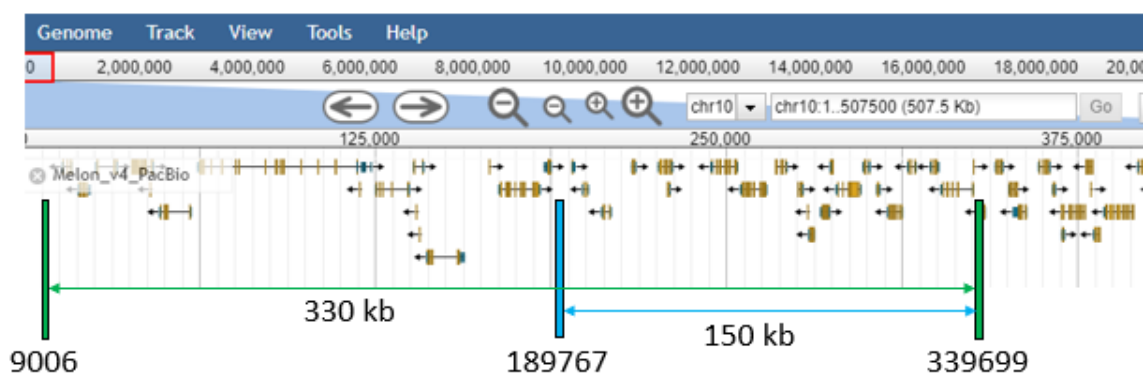 Genome Track View Tools Help
0 2,000,000 4,000,000 6,000,000 8,000,000 10,000,000 12,000,000 14,000,000 16,000,000 18,000,000 20,00
chr10 chr10:1..507500 (507.5 Kb) Go
125,000 250,000 375,000
Melon_v4_PacBio
330 kb
150 kb
9006 189767 339699